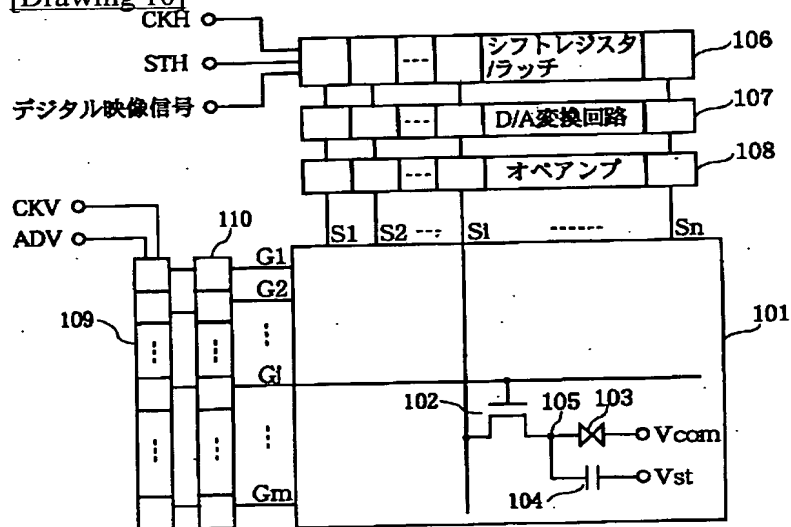 [Drawing 10]
CKH
シフトレジスタ
/ラッチ
106
STH
デジタル映像信号
D/A変換回路
107
オペアンプ
108
CKV
ADV
110
S1 S2 Si Sn
G1
G2
101
109
Gj
102
105
103
Vcom
Vst
104
Gm